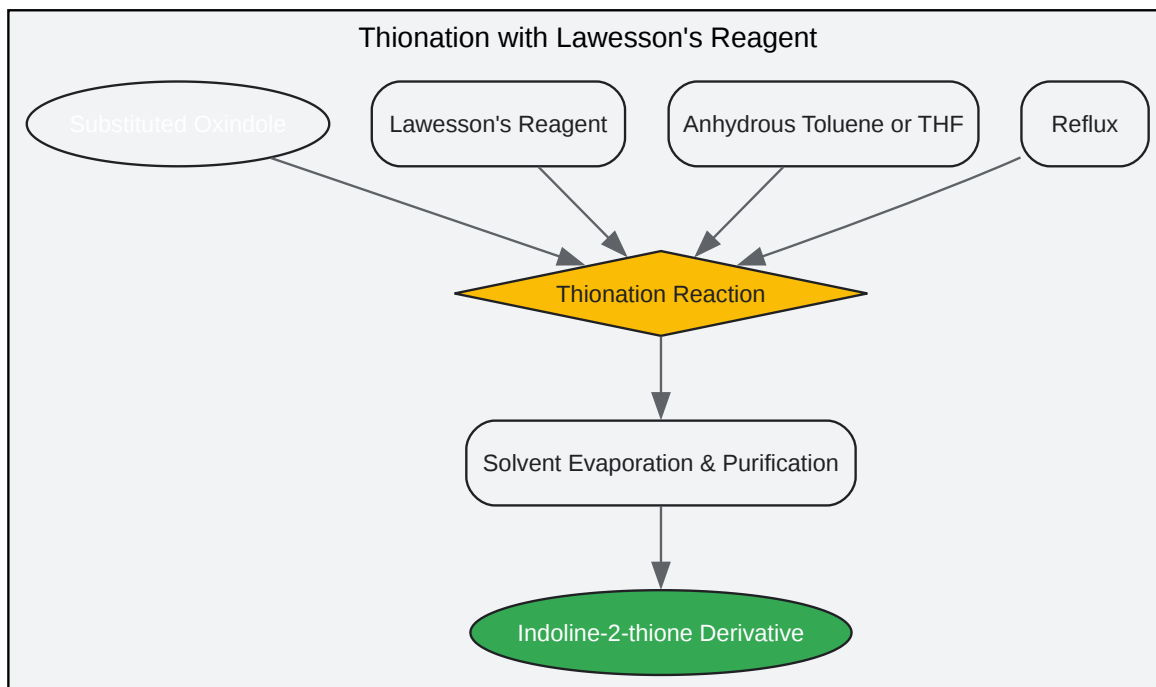 Thionation with Lawesson's Reagent
Substituted Oxindole
Lawesson's Reagent
Anhydrous Toluene or THF
Reflux
Thionation Reaction
Solvent Evaporation & Purification
Indoline-2-thione Derivative